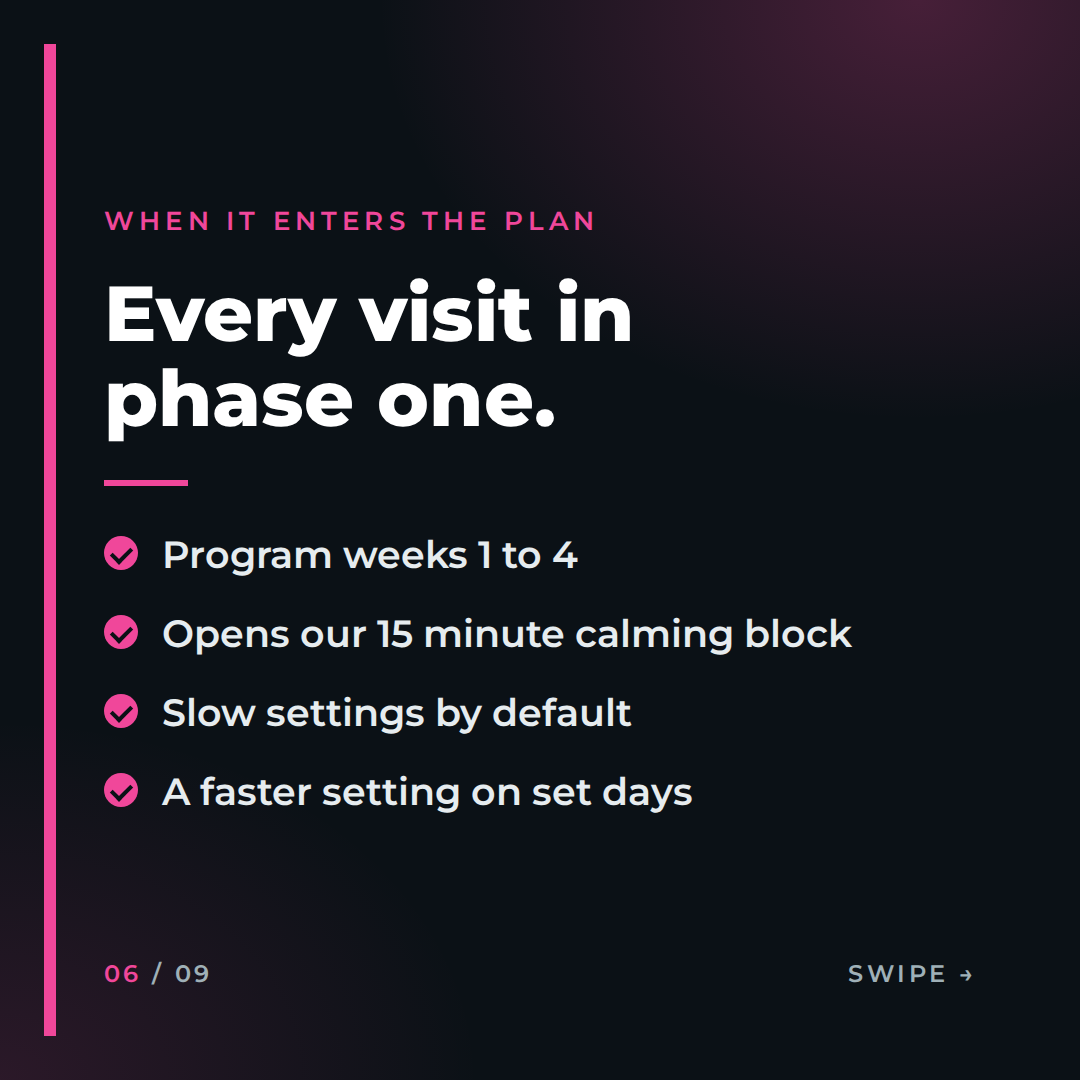 WHEN IT ENTERS THE PLAN
Every visit in
phase one.
Program weeks 1 to 4
Opens our 15 minute calming block
Slow settings by default
A faster setting on set days
06 / 09
SWIPE →